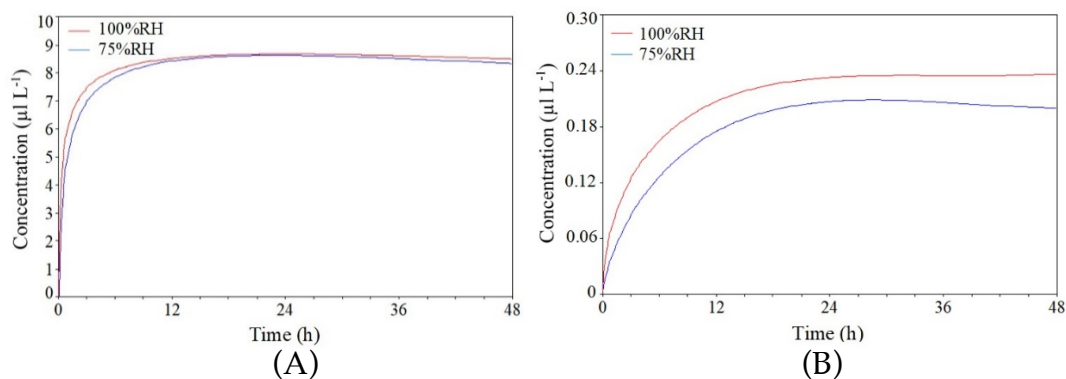 100%RH
75%RH
Concentration (µl L⁻¹)
10
9
8
7
6
5
4
3
2
1
0
0 12 24 36 48
Time (h)
(A)
100%RH
75%RH
Concentration (µl L⁻¹)
0.30
0.24
0.18
0.12
0.06
0
0 12 24 36 48
Time (h)
(B)